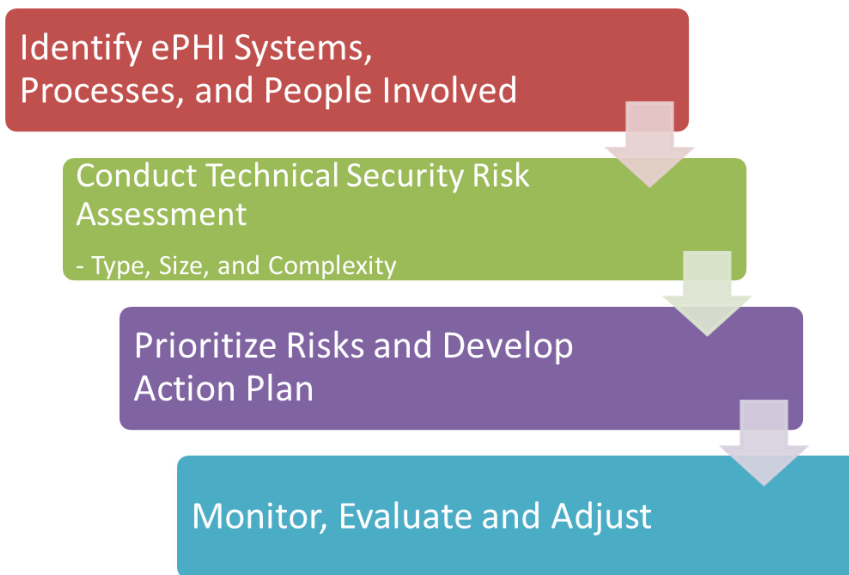 Identify ePHI Systems,
Processes, and People Involved
Conduct Technical Security Risk
Assessment
- Type, Size, and Complexity
Prioritize Risks and Develop
Action Plan
Monitor, Evaluate and Adjust